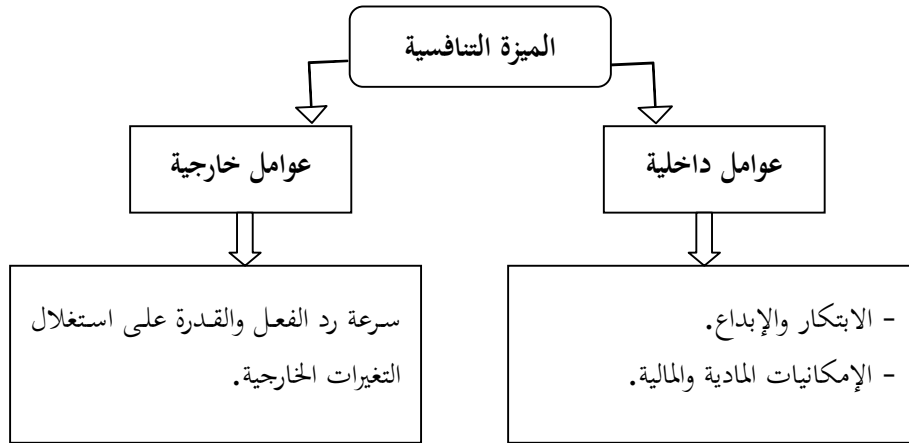 الميزة التنافسية
عوامل داخلية
عوامل خارجية
- الابتكار والإبداع.
- الإمكانيات المادية والمالية.
سرعة رد الفعل والقدرة على استغلال
التغيرات الخارجية.